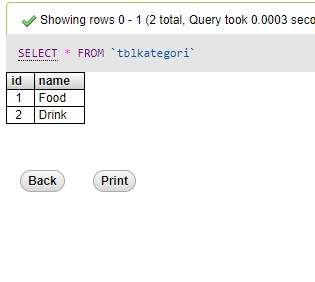 Showing rows 0 - 1 (2 total, Query took 0.0003 seco
SELECT * FROM `tblkategori`
id name
1 Food
2 Drink
Back Print